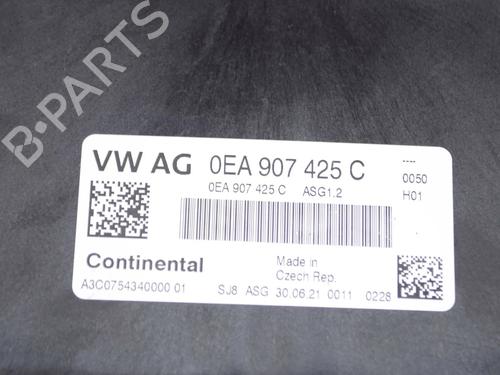 B-PARTS
VW AG 0EA 907 425 C
----
0050
H01
0EA 907 425 C ASG1.2
Continental
Made in
Czech Rep.
A3C0754340000 01 SJ8 ASG 30.06.21 0011 0228